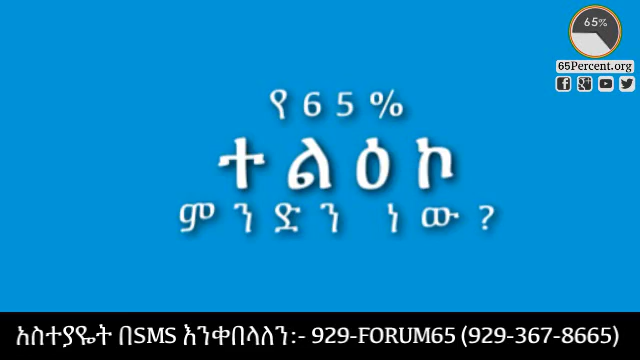 65%
65Percent.org
የ65%
ተልዕኮ
ምንድን ነው?
አስተያዬት በSMS እንቀበላለን:- 929-FORUM65 (929-367-8665)